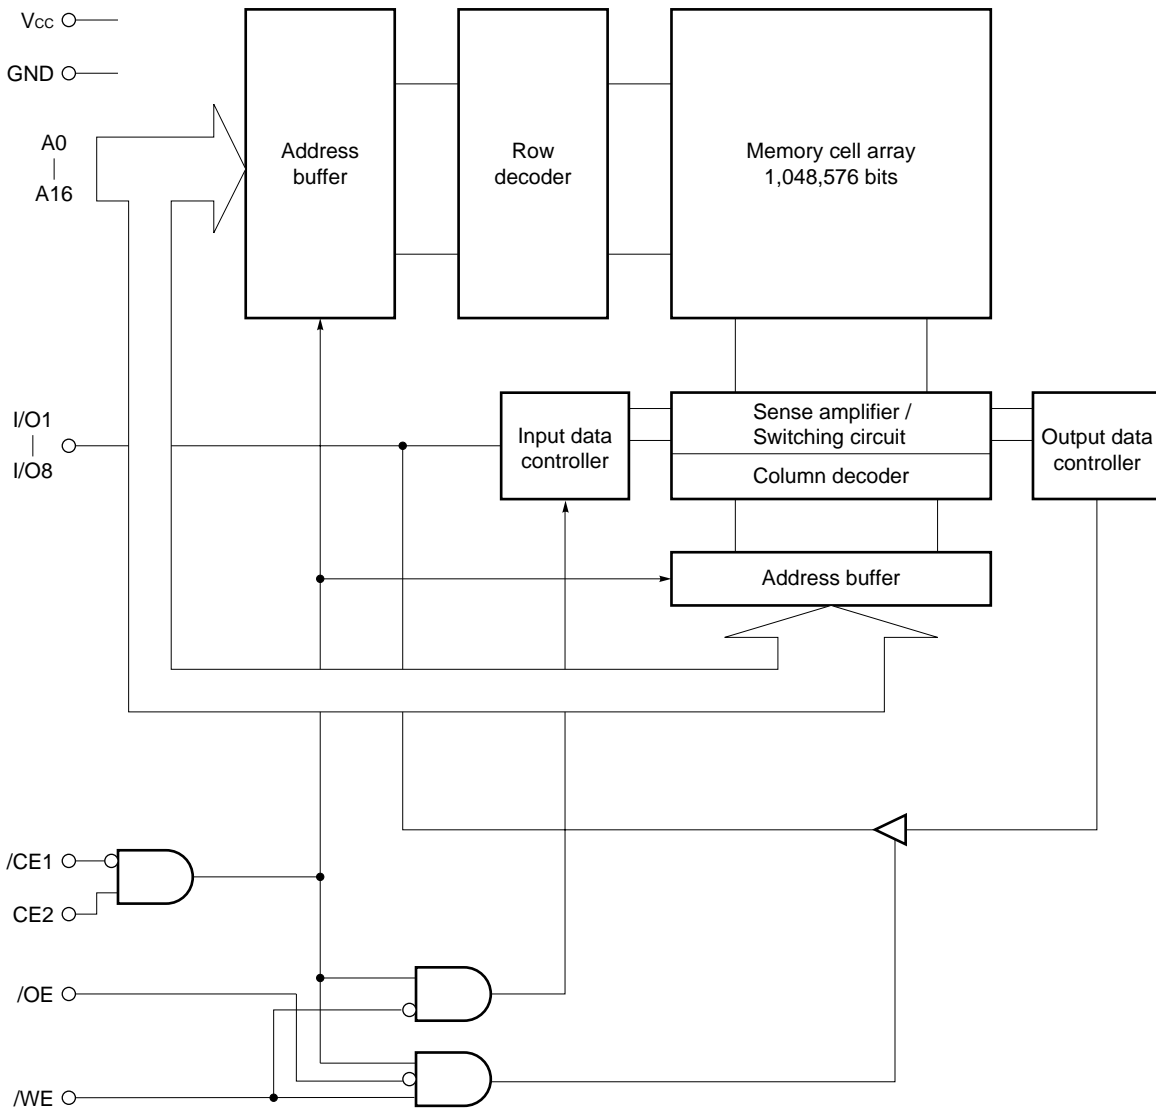 Vcc
GND
A0
A16
Address
buffer
Row
decoder
Memory cell array
1,048,576 bits
I/O1
I/O8
Input data
controller
Sense amplifier /
Switching circuit
Column decoder
Output data
controller
Address buffer
/CE1
CE2
/OE
/WE